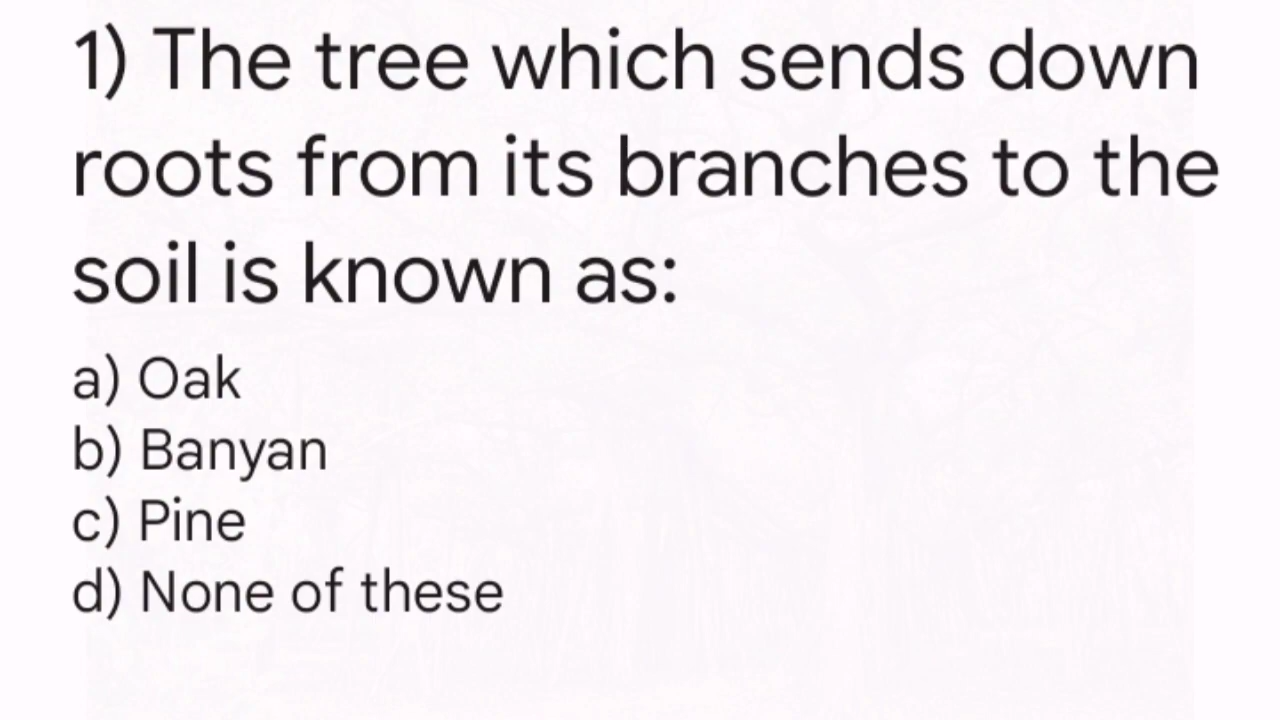 1) The tree which sends down
roots from its branches to the
soil is known as:
a) Oak
b) Banyan
c) Pine
d) None of these